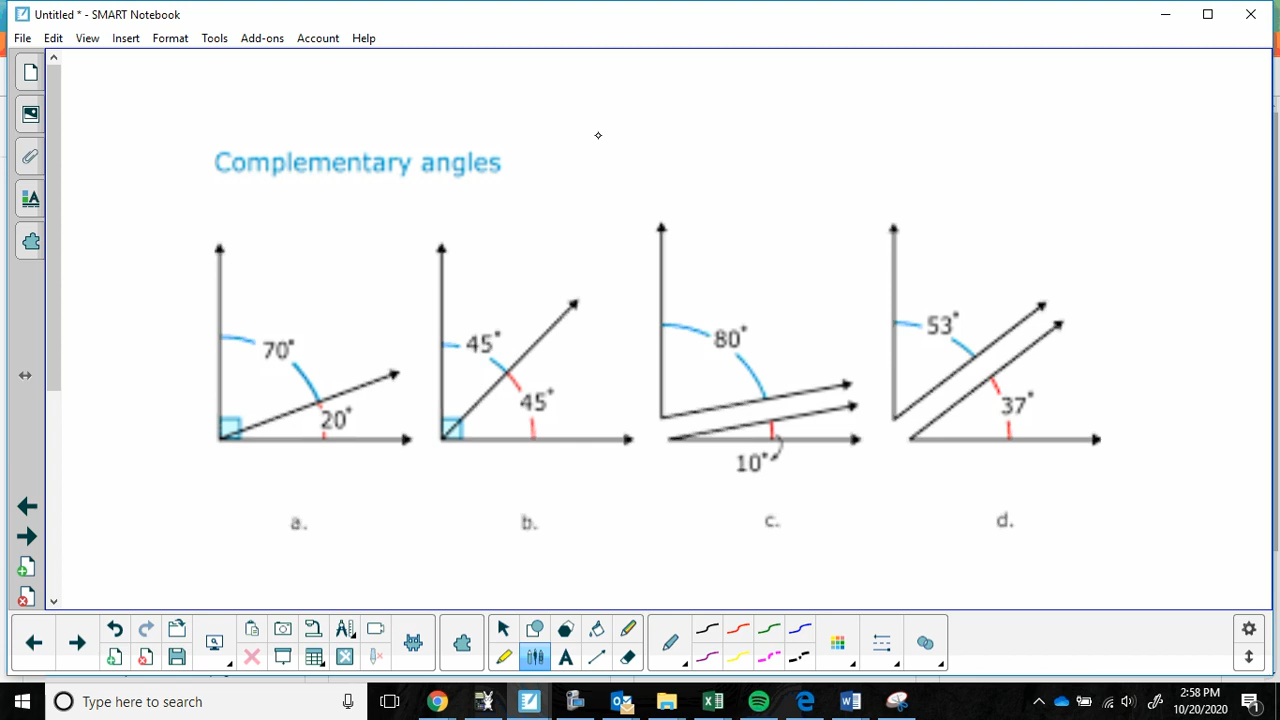 Untitled * - SMART Notebook
File Edit View Insert Format Tools Add-ons Account Help
Complementary angles
70°
20°
45°
45°
80°
10°
53°
37°
a. b. c. d.
Type here to search
2:58 PM
10/20/2020